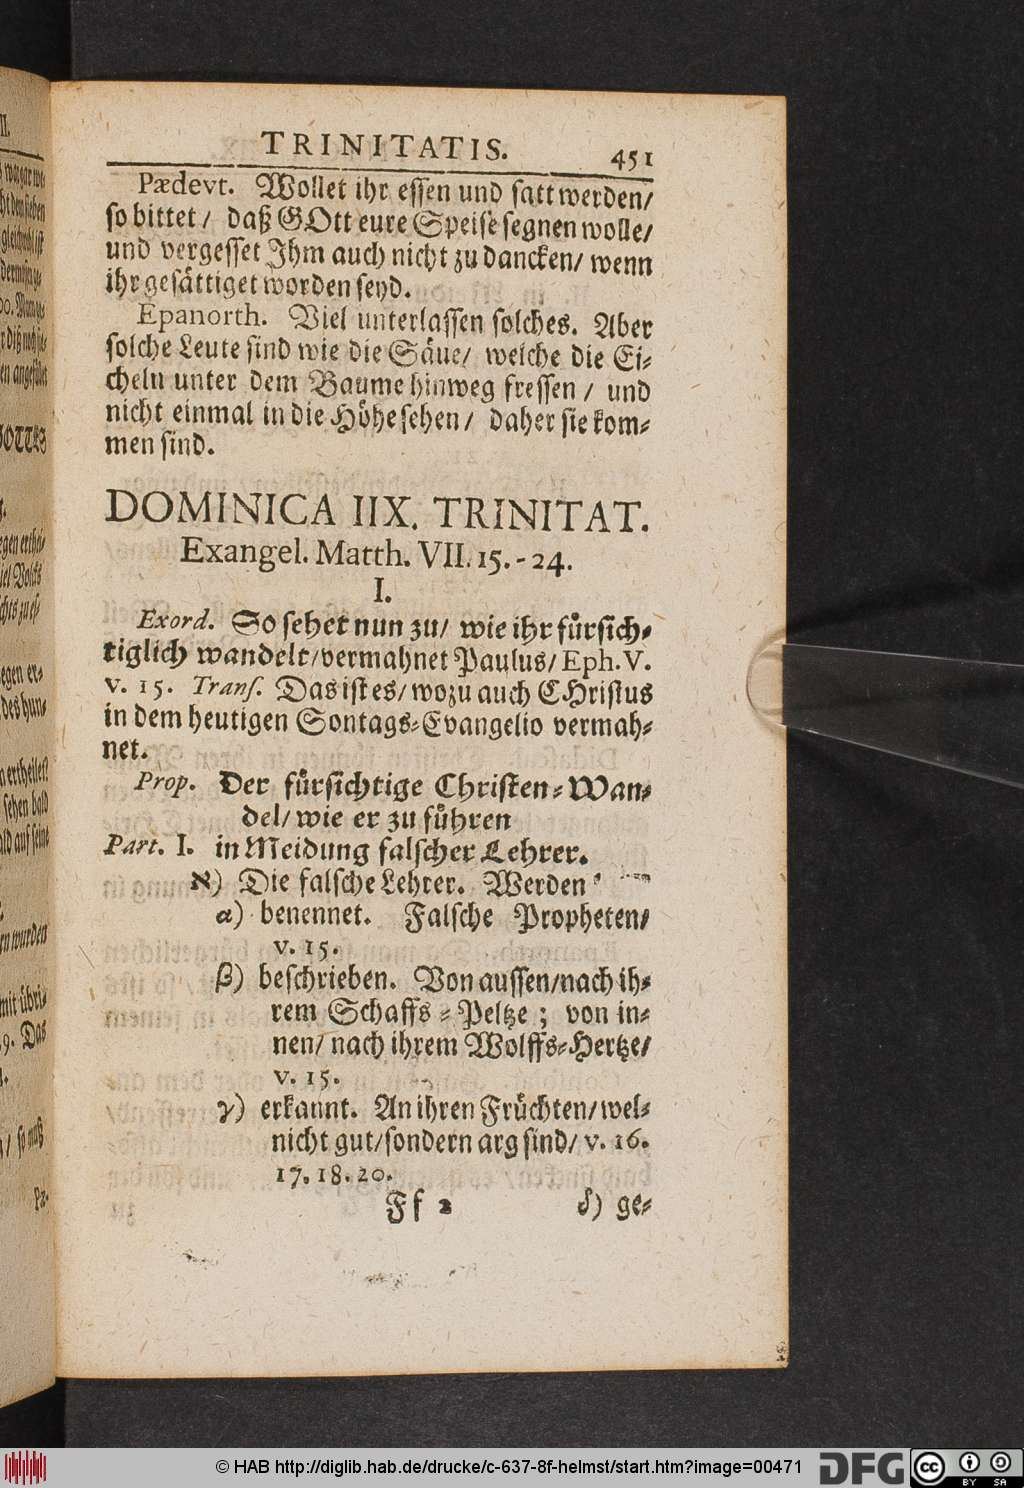 TRINITATIS. 451
Pædevt. Wollet ihr essen und satt werden/
so bittet / daß GOtt eure Speise segnen wolle/
und vergesset Ihm auch nicht zu dancken/ wenn
ihr gesättiget worden seyd.
Epanorth. Viel unterlassen solches. Aber
solche Leute sind wie die Säue/ welche die Ei-
cheln unter dem Baume hinweg fressen / und
nicht einmal in die Höhe sehen / daher sie kom-
men sind.
DOMINICA IIX. TRINITAT.
Exangel. Matth. VII. 15.-24.
I.
Exord. So sehet nun zu/ wie ihr fürsich-
tiglich wandelt/vermahnet Paulus/ Eph. V.
v. 15. Trans. Das ist es/ wozu auch CHristus
in dem heutigen Sontags-Evangelio vermah-
net.
Prop. Der fürsichtige Christen-Wan-
del/ wie er zu führen
Part. I. in Meidung falscher Lehrer.
א) Die falsche Lehrer. Werden
α) benennet. Falsche Propheten/
v. 15.
β) beschrieben. Von aussen/nach ih-
rem Schaffs-Peltze ; von in-
nen/ nach ihrem Wolffs-Hertze/
v. 15.
γ) erkannt. An ihren Früchten/wel-
nicht gut/sondern arg sind/ v. 16.
17. 18. 20.
Ff 2 δ) ge-
© HAB http://diglib.hab.de/drucke/c-637-8f-helmst/start.htm?image=00471
DFG
cc BY SA